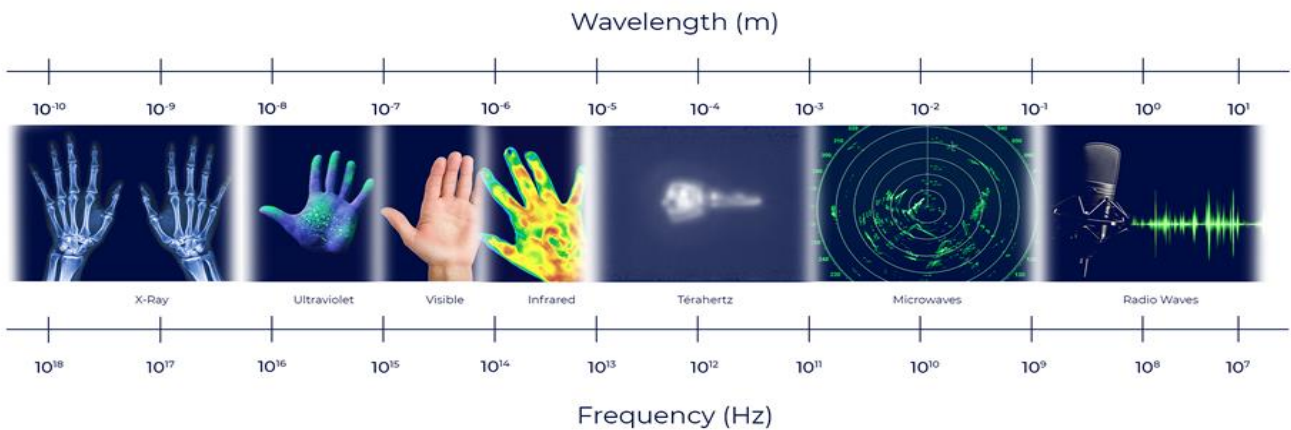 Wavelength (m)
10⁻¹⁰ 10⁻⁹ 10⁻⁸ 10⁻⁷ 10⁻⁶ 10⁻⁵ 10⁻⁴ 10⁻³ 10⁻² 10⁻¹ 10⁰ 10¹
X-Ray Ultraviolet Visible Infrared Térahertz Microwaves Radio Waves
10¹⁸ 10¹⁷ 10¹⁶ 10¹⁵ 10¹⁴ 10¹³ 10¹² 10¹¹ 10¹⁰ 10⁹ 10⁸ 10⁷
Frequency (Hz)